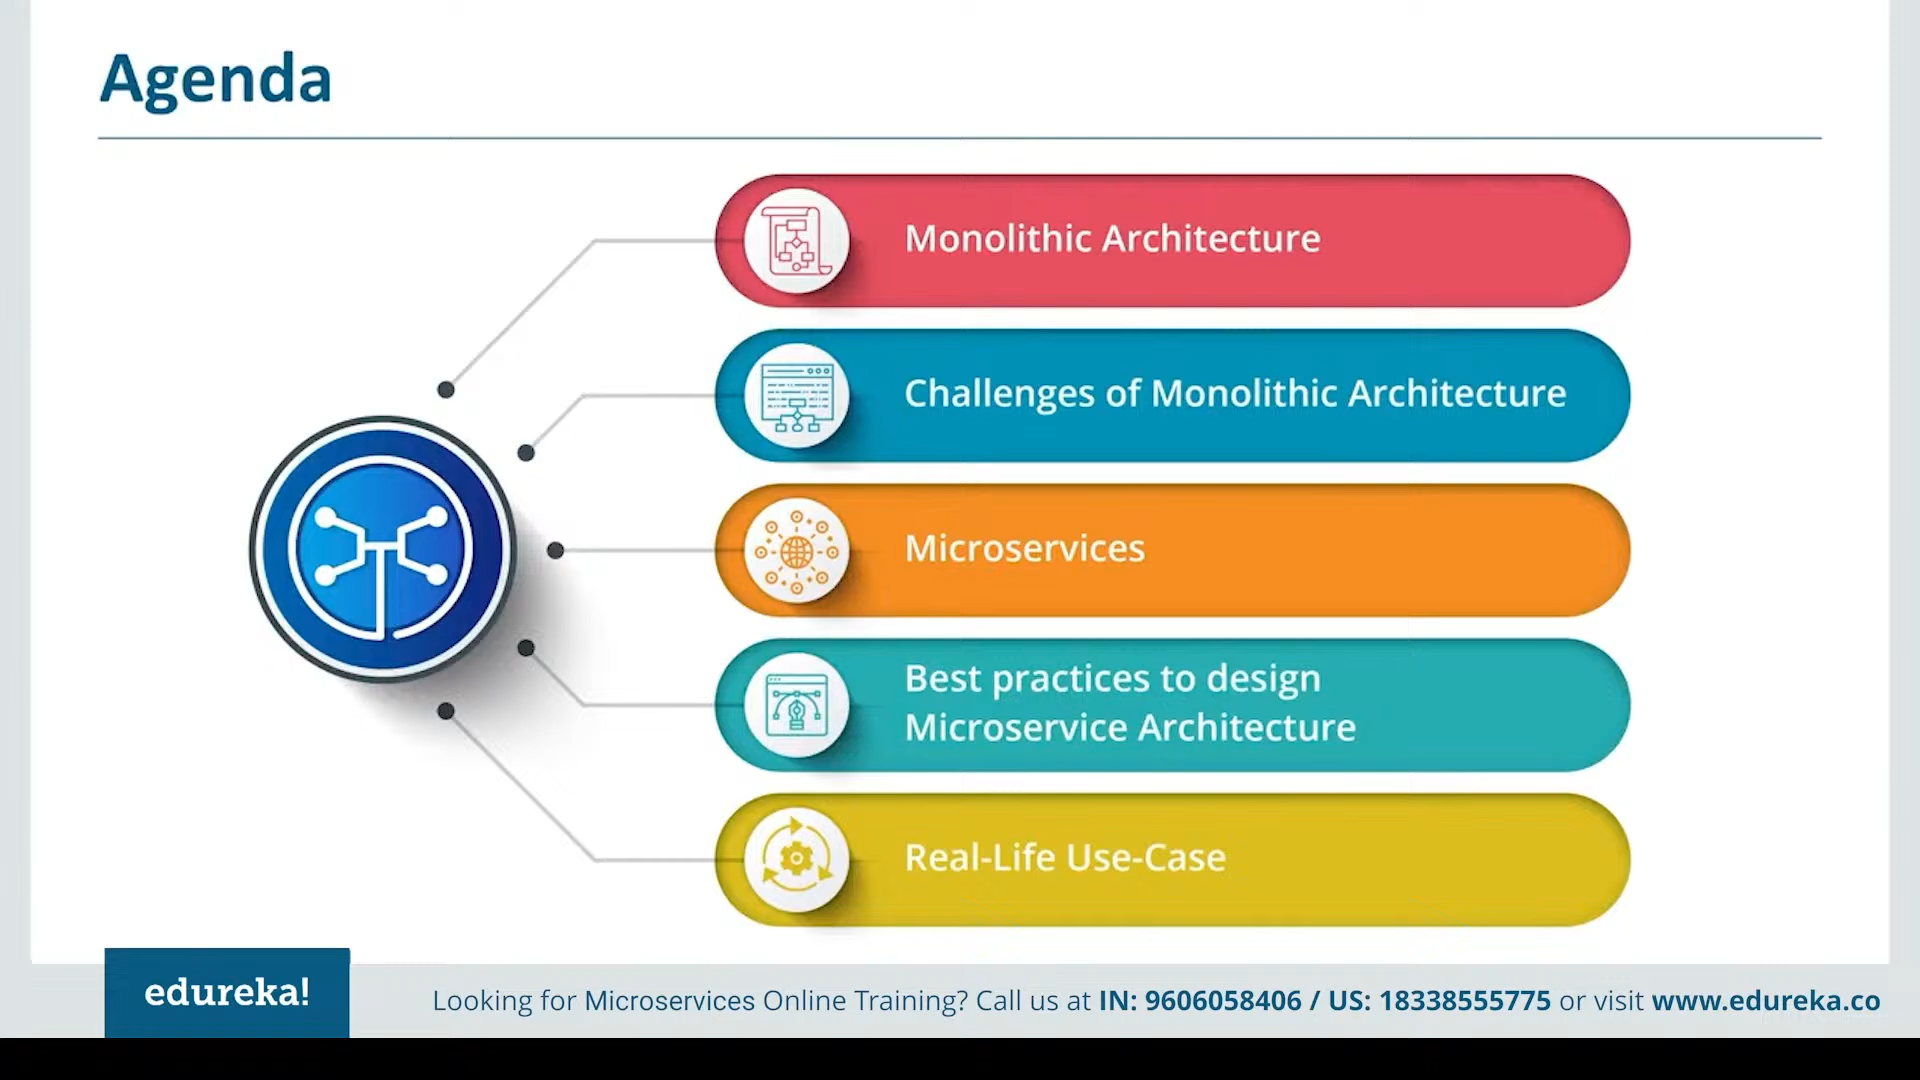 Agenda
Monolithic Architecture
Challenges of Monolithic Architecture
Microservices
Best practices to design
Microservice Architecture
Real-Life Use-Case
edureka!
Looking for Microservices Online Training? Call us at IN: 9606058406 / US: 18338555775 or visit www.edureka.co